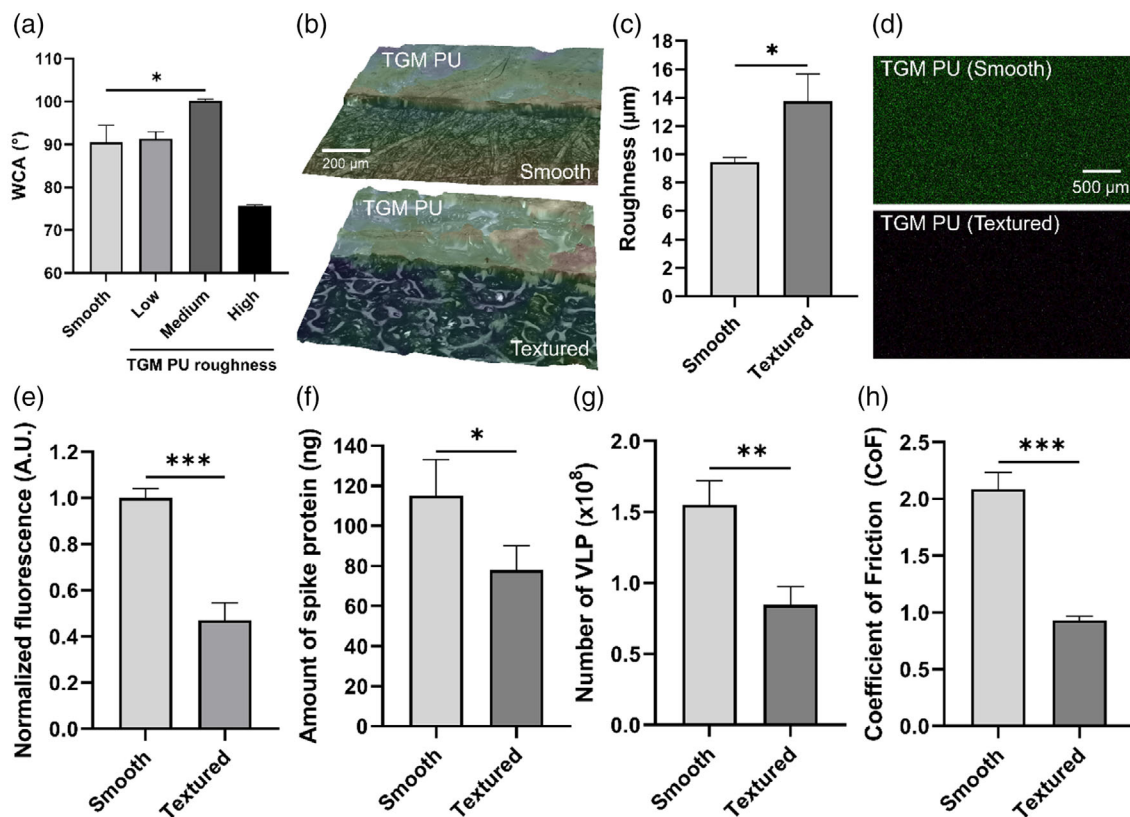 (a)
WCA (°)
110
100
90
80
70
60
*
Smooth
Low
Medium
High
TGM PU roughness
(b)
TGM PU
200 µm
Smooth
TGM PU
Textured
(c)
Roughness (µm)
18
16
14
12
10
8
6
4
2
0
*
Smooth
Textured
(d)
TGM PU (Smooth)
500 µm
TGM PU (Textured)
(e)
Normalized fluorescence (A.U.)
1.2
1.0
0.8
0.6
0.4
0.2
0.0
***
Smooth
Textured
(f)
Amount of spike protein (ng)
140
120
100
80
60
40
20
0
*
Smooth
Textured
(g)
Number of VLP (x10⁸)
2.0
1.5
1.0
0.5
0.0
**
Smooth
Textured
(h)
Coefficient of Friction (CoF)
2.5
2.0
1.5
1.0
0.5
0.0
***
Smooth
Textured